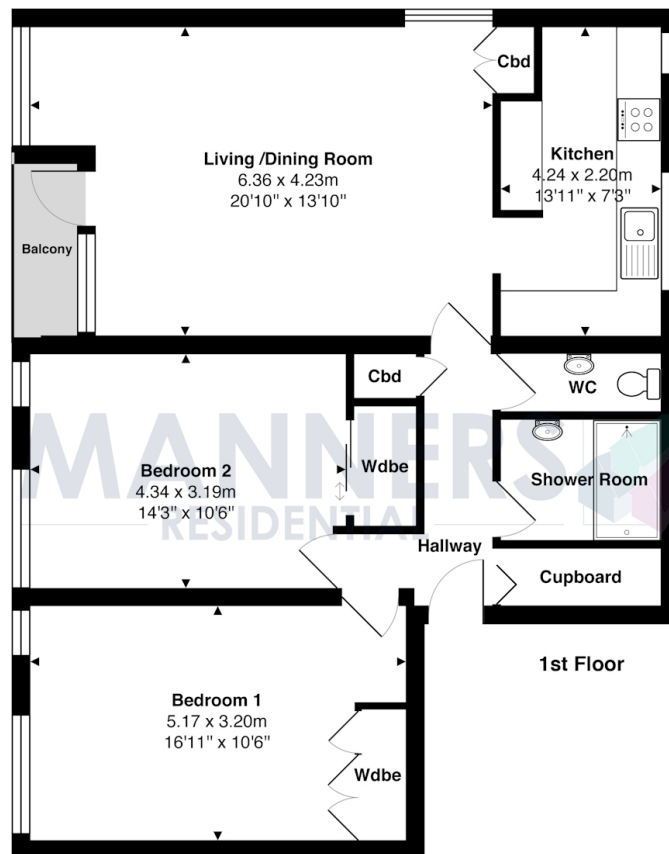 Cbd
Living /Dining Room
6.36 x 4.23m
20'10" x 13'10"
Kitchen
4.24 x 2.20m
13'11" x 7'3"
Balcony
Cbd
WC
MANNERS
RESIDENTIAL
Bedroom 2
4.34 x 3.19m
14'3" x 10'6"
Wdbe
Shower Room
Hallway
Cupboard
1st Floor
Bedroom 1
5.17 x 3.20m
16'11" x 10'6"
Wdbe